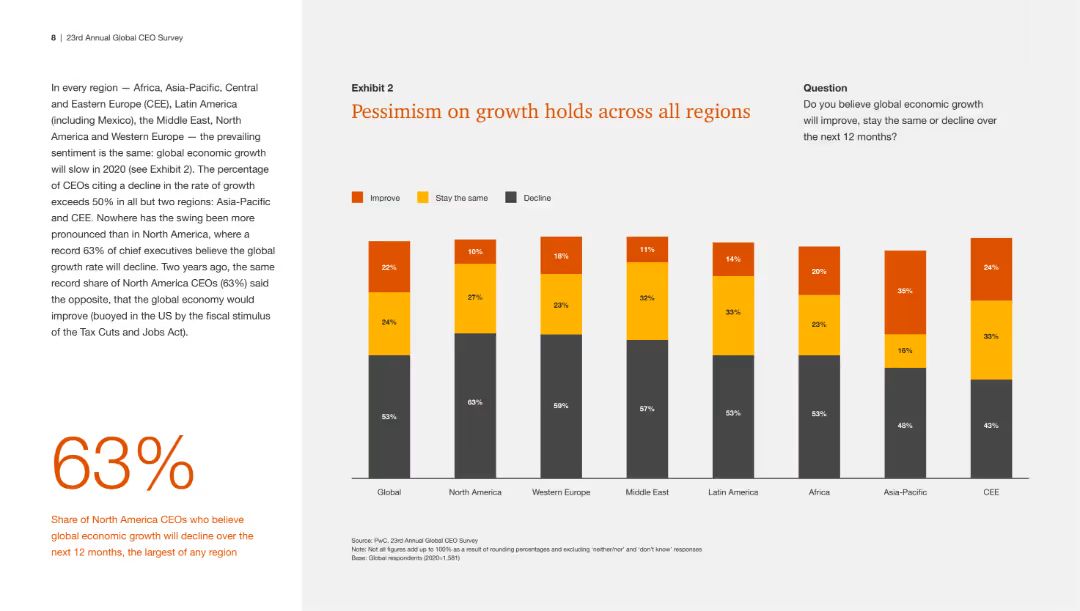 8 | 23rd Annual Global CEO Survey
In every region — Africa, Asia-Pacific, Central
and Eastern Europe (CEE), Latin America
(including Mexico), the Middle East, North
America and Western Europe — the prevailing
sentiment is the same: global economic growth
will slow in 2020 (see Exhibit 2). The percentage
of CEOs citing a decline in the rate of growth
exceeds 50% in all but two regions: Asia-Pacific
and CEE. Nowhere has the swing been more
pronounced than in North America, where a
record 63% of chief executives believe the global
growth rate will decline. Two years ago, the same
record share of North America CEOs (63%) said
the opposite, that the global economy would
improve (buoyed in the US by the fiscal stimulus
of the Tax Cuts and Jobs Act).
63%
Share of North America CEOs who believe
global economic growth will decline over the
next 12 months, the largest of any region
Exhibit 2
Pessimism on growth holds across all regions
Question
Do you believe global economic growth
will improve, stay the same or decline over
the next 12 months?
Improve Stay the same Decline
22% 10% 18% 11% 14% 20% 35% 24%
24% 27% 23% 32% 33% 23% 16% 33%
53% 63% 59% 57% 53% 53% 48% 43%
Global North America Western Europe Middle East Latin America Africa Asia-Pacific CEE
Source: PwC, 23rd Annual Global CEO Survey
Note: Not all figures add up to 100% as a result of rounding percentages and excluding 'neither/nor' and 'don't know' responses
Base: Global respondents (2020=1,581)